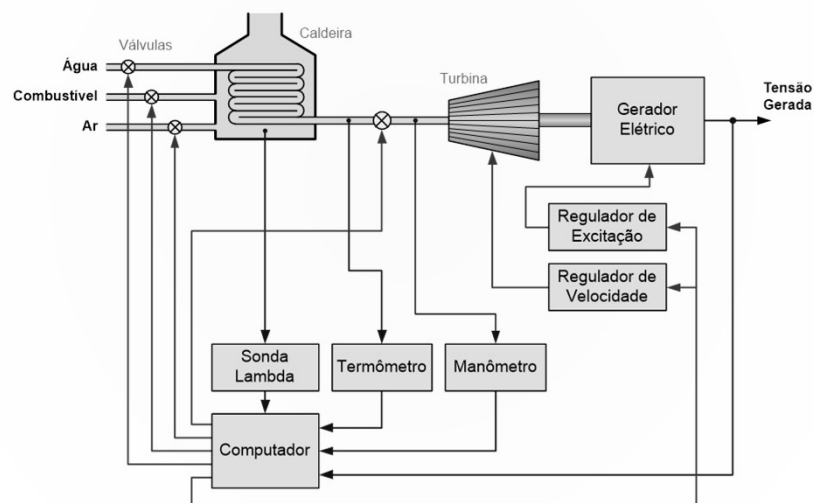 Válvulas
Caldeira
Água
Combustível
Ar
Turbina
Gerador
Elétrico
Tensão
Gerada
Regulador de
Excitação
Regulador de
Velocidade
Sonda
Lambda
Termômetro
Manômetro
Computador